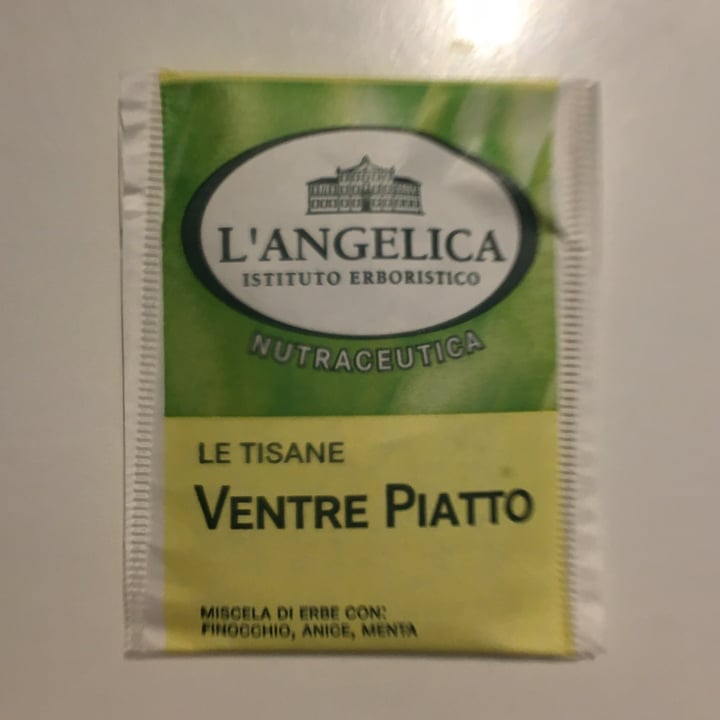 L'ANGELICA
ISTITUTO ERBORISTICO
NUTRACEUTICA
LE TISANE
VENTRE PIATTO
MISCELA DI ERBE CON:
FINOCCHIO, ANICE, MENTA